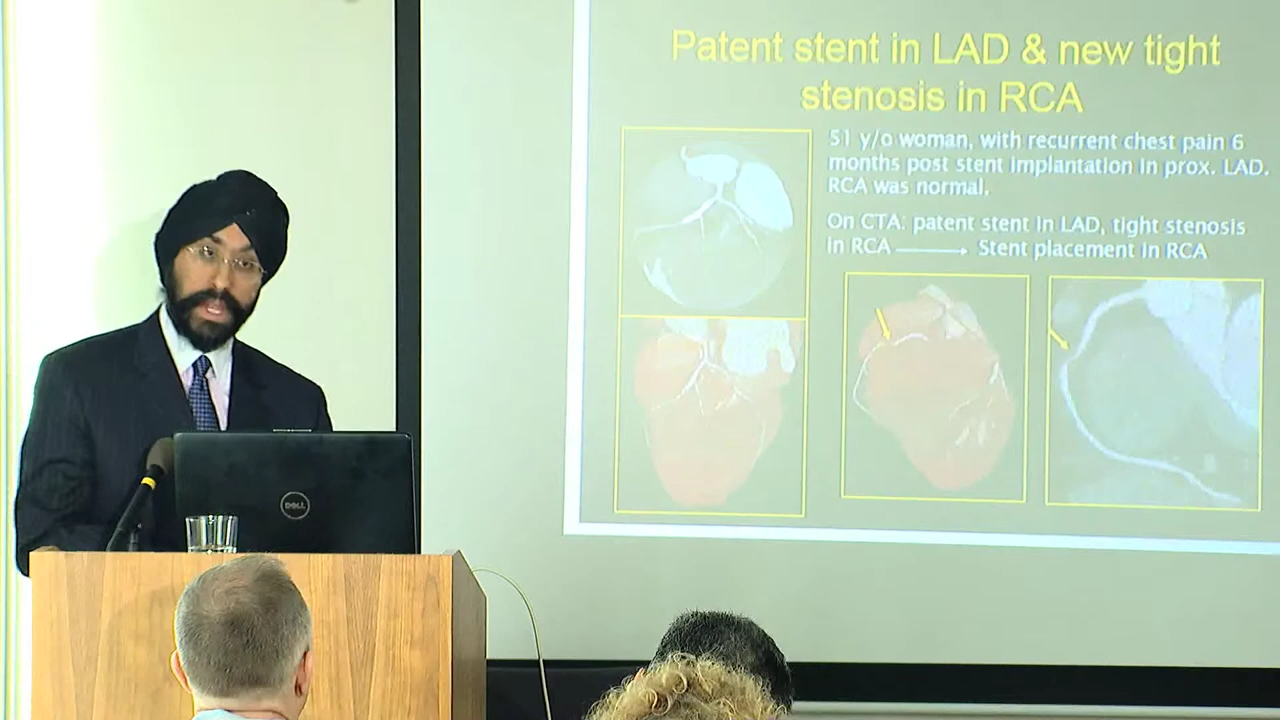 Patent stent in LAD & new tight
stenosis in RCA
51 y/o woman, with recurrent chest pain 6
months post stent implantation in prox. LAD.
RCA was normal.
On CTA: patent stent in LAD, tight stenosis
in RCA → Stent placement in RCA
DELL